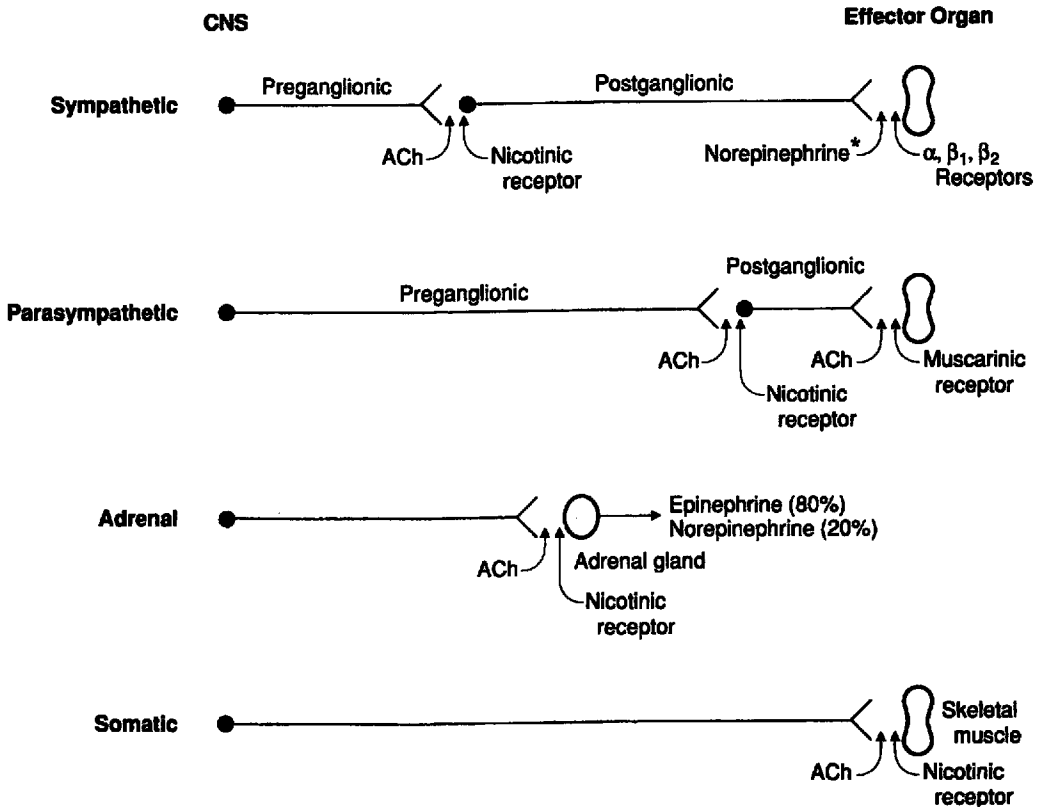 CNS
Effector Organ
Sympathetic
Preganglionic
Postganglionic
ACh
Nicotinic
receptor
Norepinephrine*
α, β₁, β₂
Receptors
Parasympathetic
Preganglionic
Postganglionic
ACh
Nicotinic
receptor
ACh
Muscarinic
receptor
Adrenal
Epinephrine (80%)
Norepinephrine (20%)
ACh
Adrenal gland
Nicotinic
receptor
Somatic
Skeletal
muscle
ACh
Nicotinic
receptor